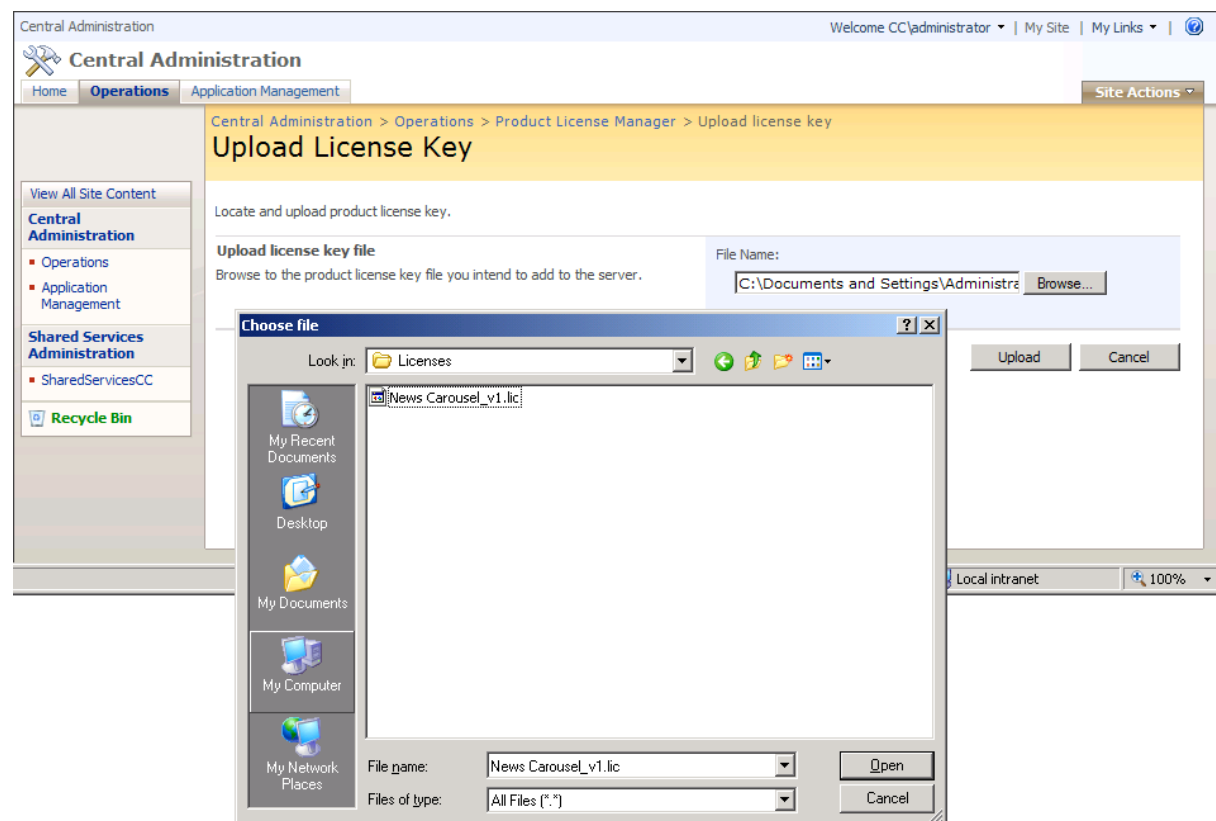 Central Administration
Welcome CC\administrator | My Site | My Links |
Central Administration
Home Operations Application Management
Site Actions
Central Administration > Operations > Product License Manager > Upload license key
Upload License Key
View All Site Content
Central
Administration
Operations
Application
Management
Shared Services
Administration
SharedServicesCC
Recycle Bin
Locate and upload product license key.
Upload license key file
Browse to the product license key file you intend to add to the server.
File Name:
C:\Documents and Settings\Administra Browse...
Upload Cancel
Choose file
Look in: Licenses
News Carousel_v1.lic
My Recent
Documents
Desktop
My Documents
My Computer
My Network
Places
File name: News Carousel_v1.lic Open
Files of type: All Files (*.*) Cancel
Local intranet 100%